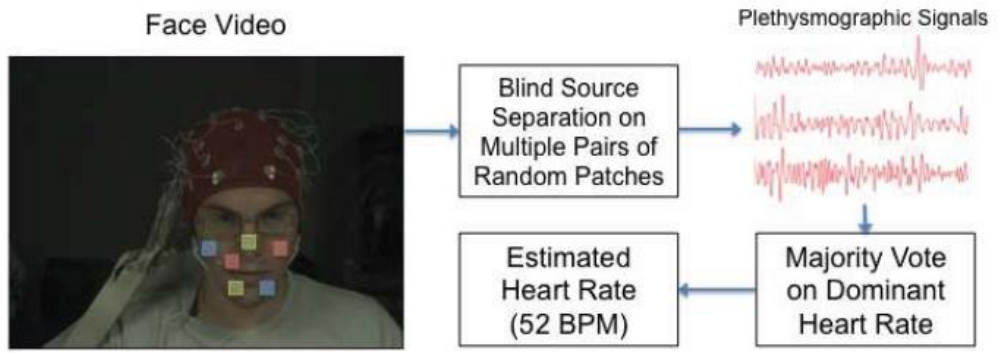 Face Video
Blind Source
Separation on
Multiple Pairs of
Random Patches
Plethysmographic Signals
Majority Vote
on Dominant
Heart Rate
Estimated
Heart Rate
(52 BPM)